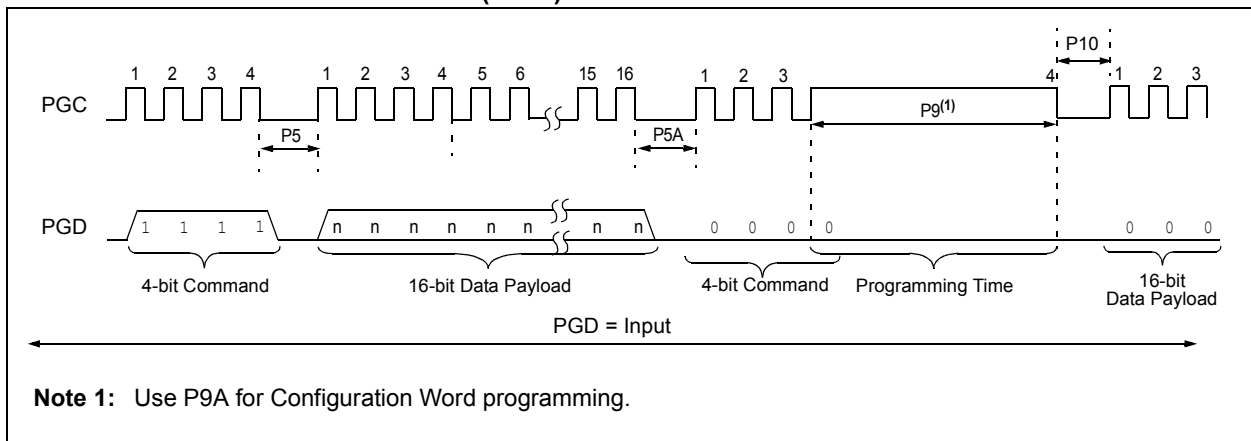 P10
1 2 3 4 1 2 3 4 5 6 15 16 1 2 3 4 1 2 3
PGC
P9(1)
P5 P5A
PGD 1 1 1 1 n n n n n n n 0 0 0 0 0 0 0
4-bit Command 16-bit Data Payload 4-bit Command Programming Time 16-bit
Data Payload
PGD = Input
Note 1: Use P9A for Configuration Word programming.